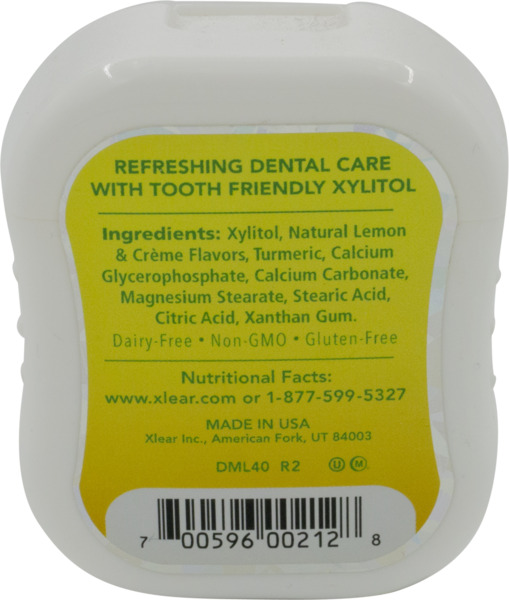 REFRESHING DENTAL CARE
WITH TOOTH FRIENDLY XYLITOL
Ingredients: Xylitol, Natural Lemon
& Crème Flavors, Turmeric, Calcium
Glycerophosphate, Calcium Carbonate,
Magnesium Stearate, Stearic Acid,
Citric Acid, Xanthan Gum.
Dairy-Free • Non-GMO • Gluten-Free
Nutritional Facts:
www.xlear.com or 1-877-599-5327
MADE IN USA
Xlear Inc., American Fork, UT 84003
DML40 R2 U M
7 00596 00212 8